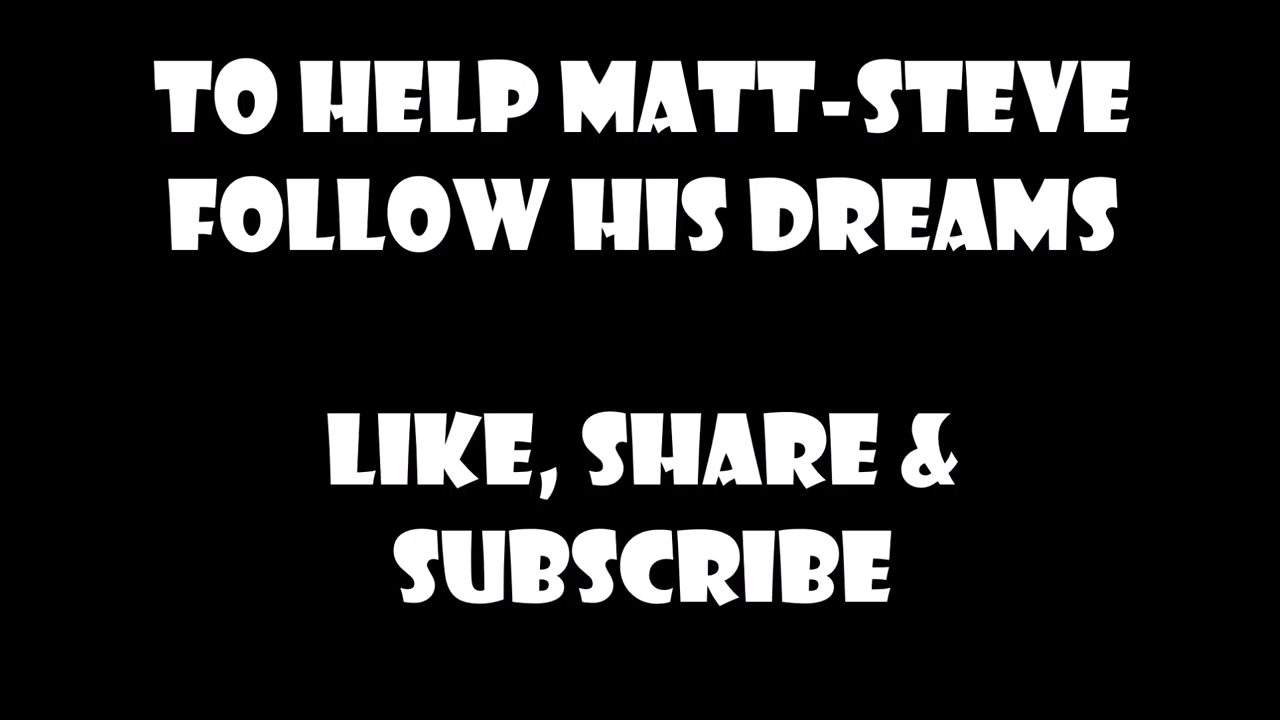 TO HELP MATT-STEVE
FOLLOW HIS DREAMS
LIKE, SHARE &
SUBSCRIBE